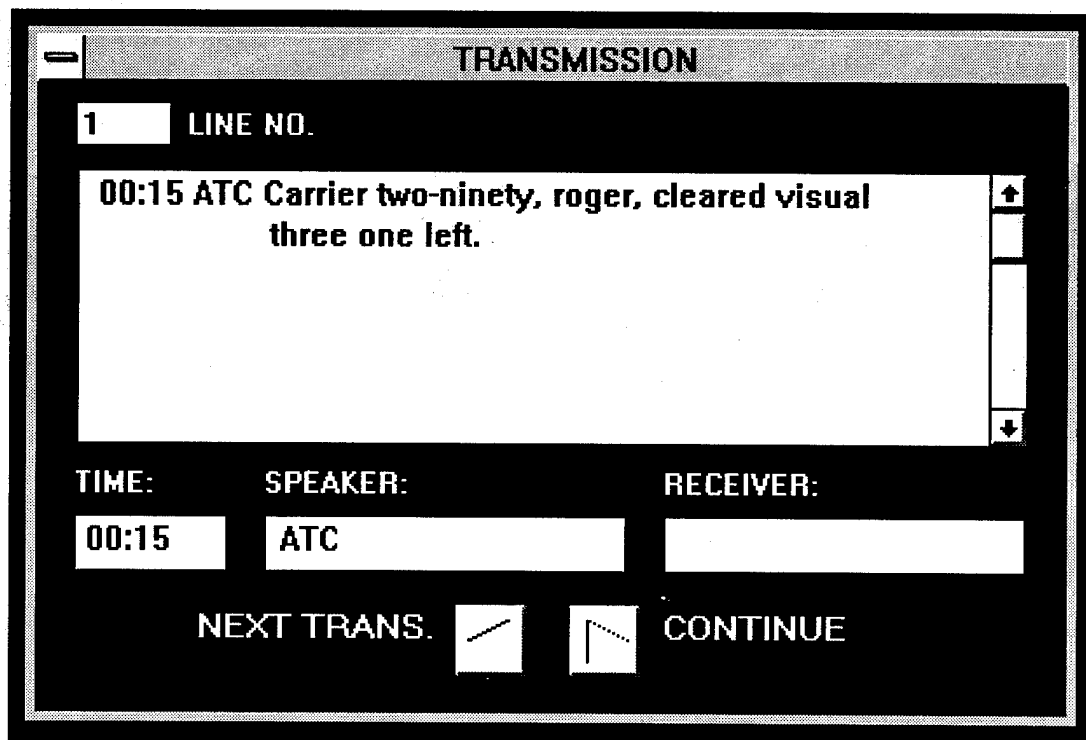 TRANSMISSION
1 LINE NO.
00:15 ATC Carrier two-ninety, roger, cleared visual
three one left.
TIME: SPEAKER: RECEIVER:
00:15 ATC
NEXT TRANS. CONTINUE